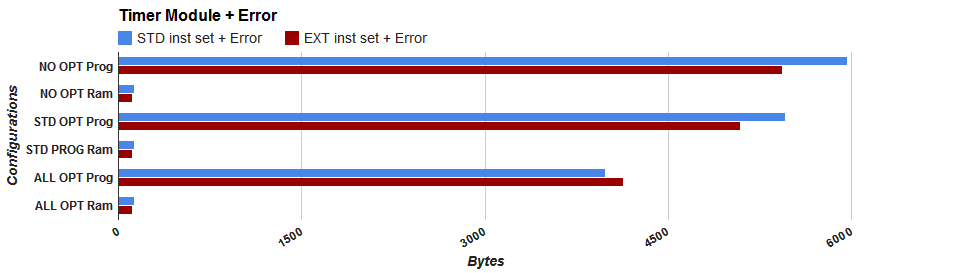 Timer Module + Error
STD inst set + Error EXT inst set + Error
NO OPT Prog
NO OPT Ram
STD OPT Prog
STD PROG Ram
ALL OPT Prog
ALL OPT Ram
Configurations
0 1500 3000 4500 6000
Bytes